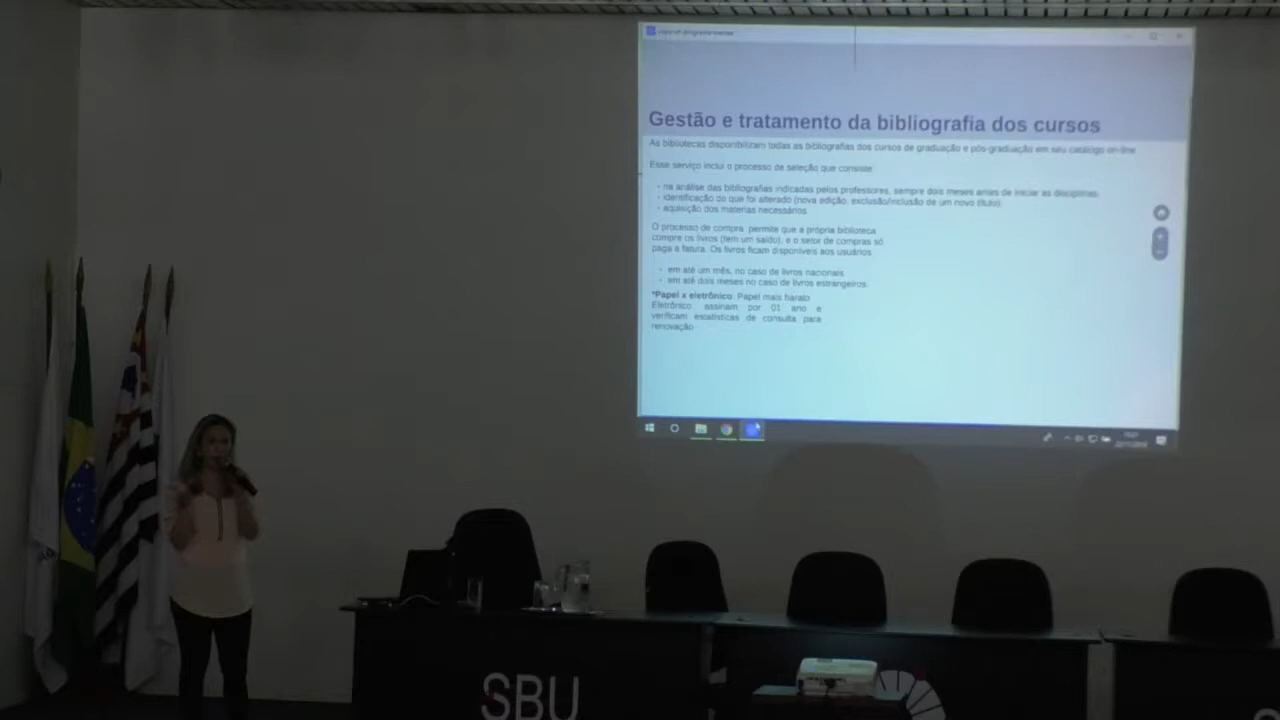 Gestão e tratamento da bibliografia dos cursos
As bibliotecas disponibilizam todas as bibliografias dos cursos de graduação e pós-graduação em seu catálogo on-line
Esse serviço inclui o processo de seleção que consiste:
- na análise das bibliografias indicadas pelos professores, sempre dois meses antes de iniciar as disciplinas
- identificação do que foi alterado (nova edição, exclusão/inclusão de um novo título)
- aquisição dos materiais necessários
O processo de compra permite que a própria biblioteca
compre os livros (tem um saldo), e o setor de compras só
paga a fatura. Os livros ficam disponíveis aos usuários
- em até um mês, no caso de livros nacionais
- em até dois meses no caso de livros estrangeiros.
*Papel x eletrônico: Papel mais barato
Eletrônico assinam por 01 ano e
verificam estatísticas de consulta para
renovação
SBU